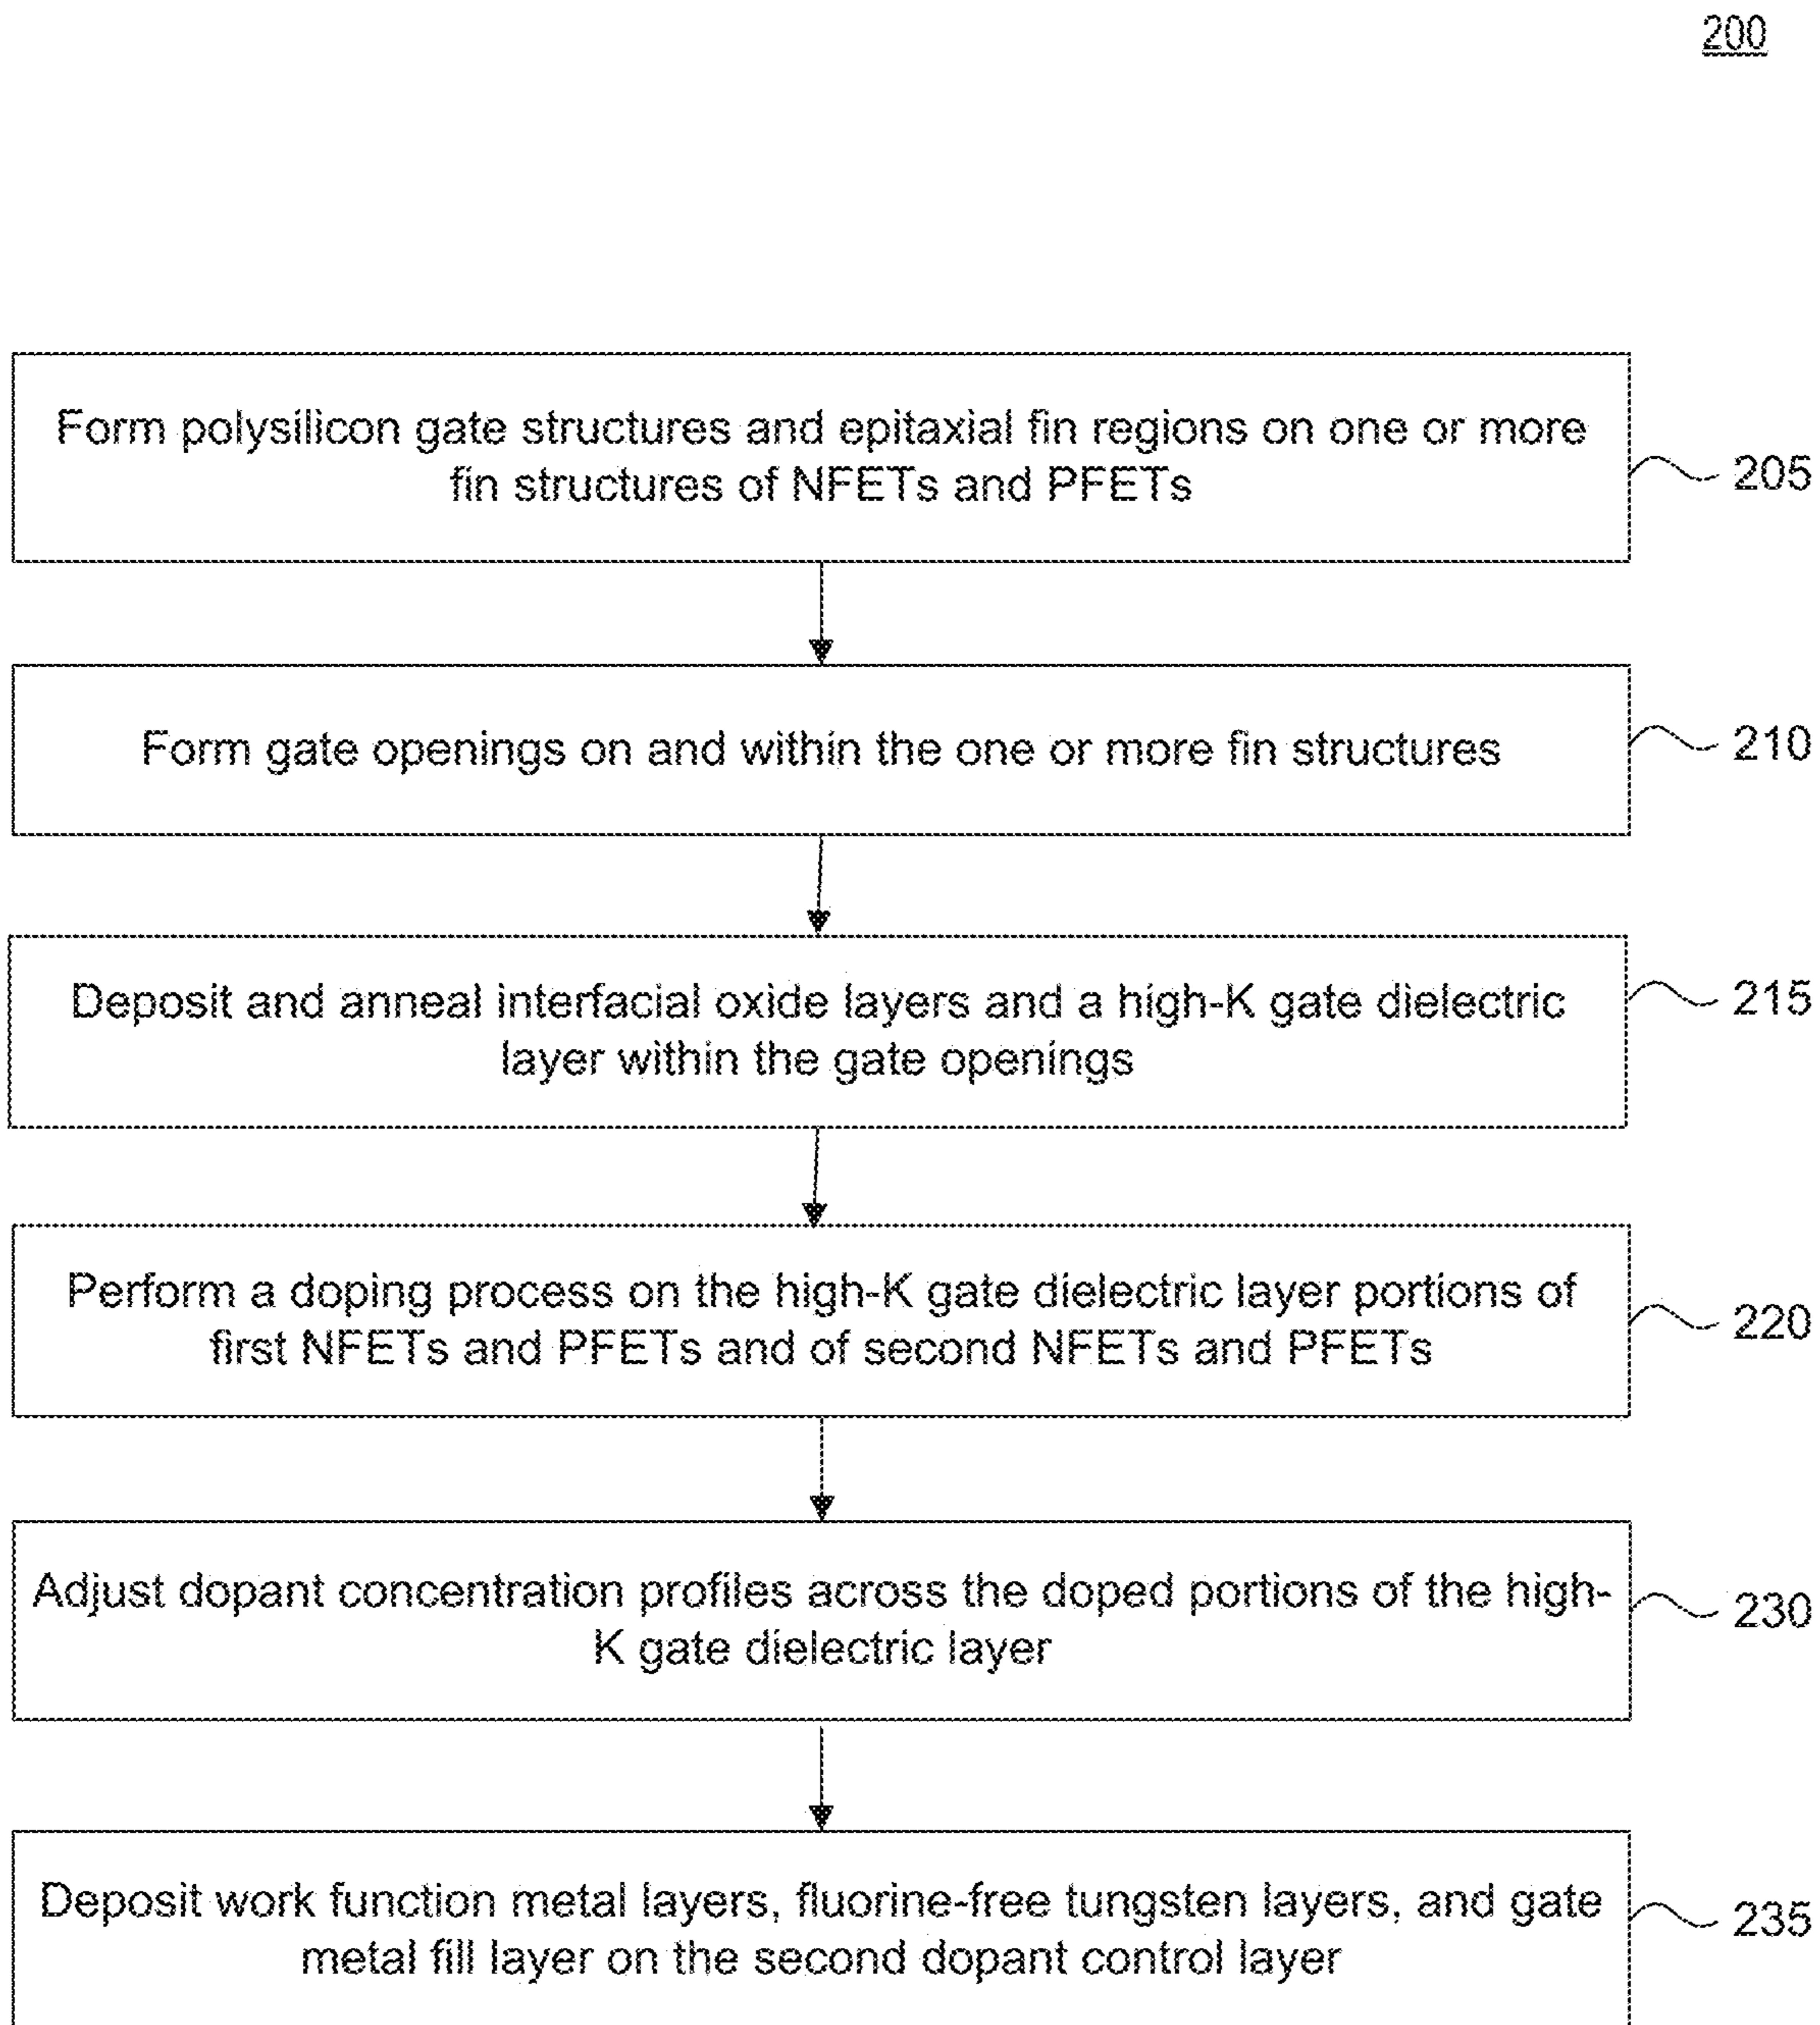 200
Form polysilicon gate structures and epitaxial fin regions on one or more
fin structures of NFETs and PFETs
205
Form gate openings on and within the one or more fin structures
210
Deposit and anneal interfacial oxide layers and a high-K gate dielectric
layer within the gate openings
215
Perform a doping process on the high-K gate dielectric layer portions of
first NFETs and PFETs and of second NFETs and PFETs
220
Adjust dopant concentration profiles across the doped portions of the high-
K gate dielectric layer
230
Deposit work function metal layers, fluorine-free tungsten layers, and gate
metal fill layer on the second dopant control layer
235